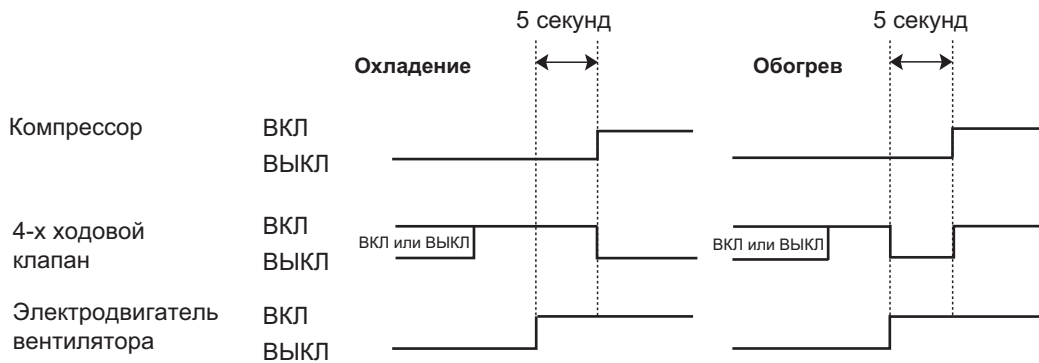 5 секунд 5 секунд
Охладение Обогрев
Компрессор ВКЛ
ВЫКЛ
4-х ходовой клапан ВКЛ
ВКЛ или ВЫКЛ ВКЛ или ВЫКЛ
ВЫКЛ
Электродвигатель ВКЛ
вентилятора ВЫКЛ